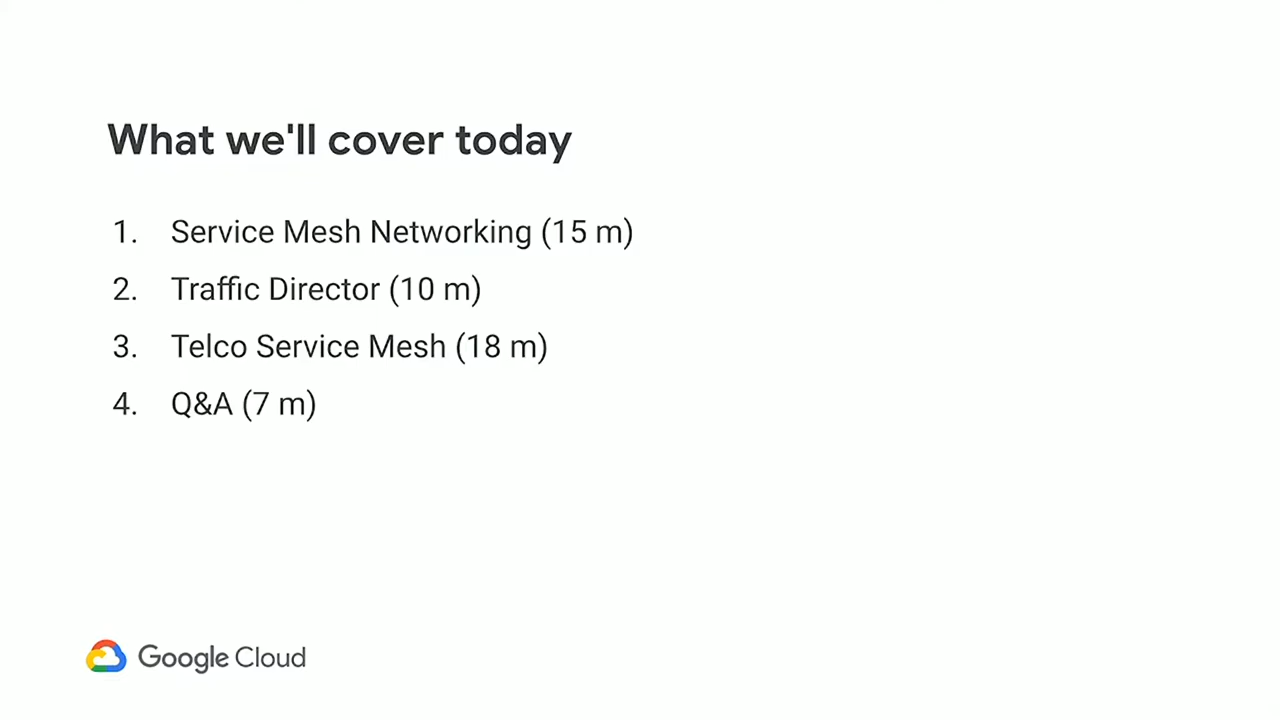 What we'll cover today
1. Service Mesh Networking (15 m)
2. Traffic Director (10 m)
3. Telco Service Mesh (18 m)
4. Q&A (7 m)
Google Cloud